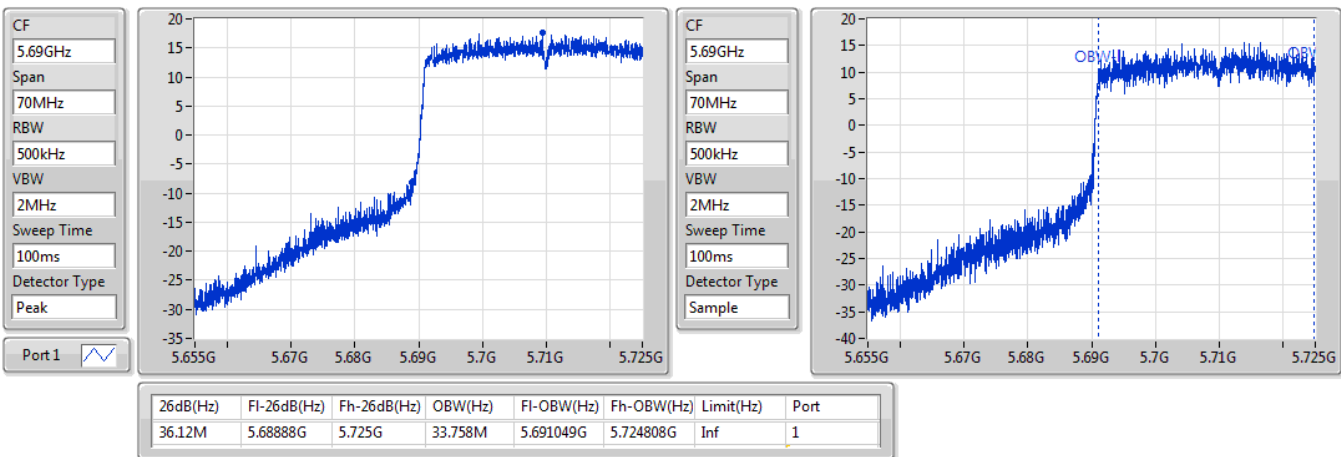 CF
5.69GHz
Span
70MHz
RBW
500kHz
VBW
2MHz
Sweep Time
100ms
Detector Type
Peak
Port 1
20
15
10
5
0
-5
-10
-15
-20
-25
-30
-35
5.655G 5.67G 5.68G 5.69G 5.7G 5.71G 5.725G
CF
5.69GHz
Span
70MHz
RBW
500kHz
VBW
2MHz
Sweep Time
100ms
Detector Type
Sample
20
15
10
5
0
-5
-10
-15
-20
-25
-30
-35
-40
OBW
OBW
5.655G 5.67G 5.68G 5.69G 5.7G 5.71G 5.725G
26dB(Hz) Fl-26dB(Hz) Fh-26dB(Hz) OBW(Hz) Fl-OBW(Hz) Fh-OBW(Hz) Limit(Hz) Port
36.12M 5.68888G 5.725G 33.758M 5.691049G 5.724808G Inf 1